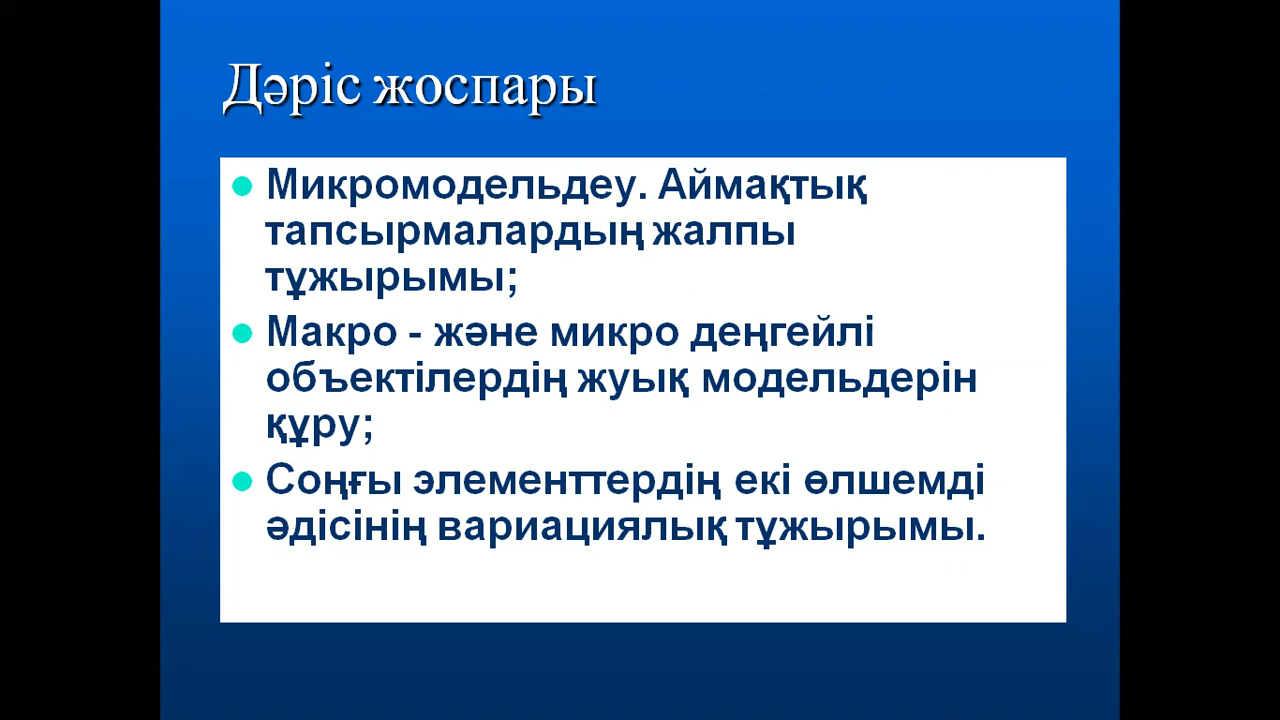 Дәріс жоспары
Микромодельдеу. Аймақтық
тапсырмалардың жалпы
тұжырымы;
Макро - және микро деңгейлі
объектілердің жуық модельдерін
құру;
Соңғы элементтердің екі өлшемді
әдісінің вариациялық тұжырымы.